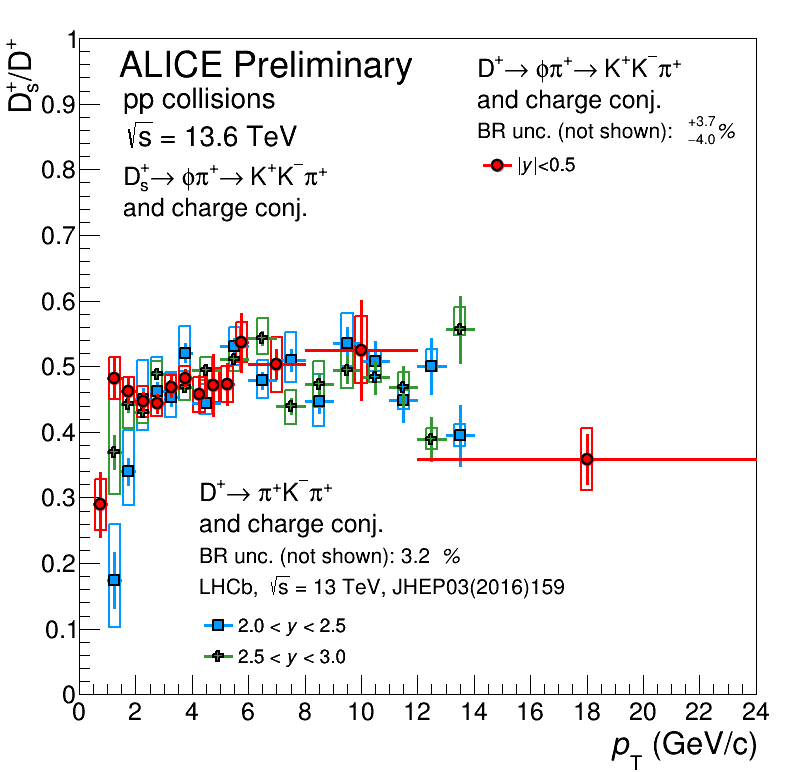 ALICE Preliminary
pp collisions
√s = 13.6 TeV
D_s^+ → ϕπ^+ → K^+K^−π^+
and charge conj.
D^+ → ϕπ^+ → K^+K^−π^+
and charge conj.
BR unc. (not shown): +3.7 −4.0 %
|y|<0.5
D^+ → π^+K^−π^+
and charge conj.
BR unc. (not shown): 3.2 %
LHCb, √s = 13 TeV, JHEP03(2016)159
2.0 < y < 2.5
2.5 < y < 3.0
D_s^+/D^+
1
0.9
0.8
0.7
0.6
0.5
0.4
0.3
0.2
0.1
0
0 2 4 6 8 10 12 14 16 18 20 22 24
p_T (GeV/c)